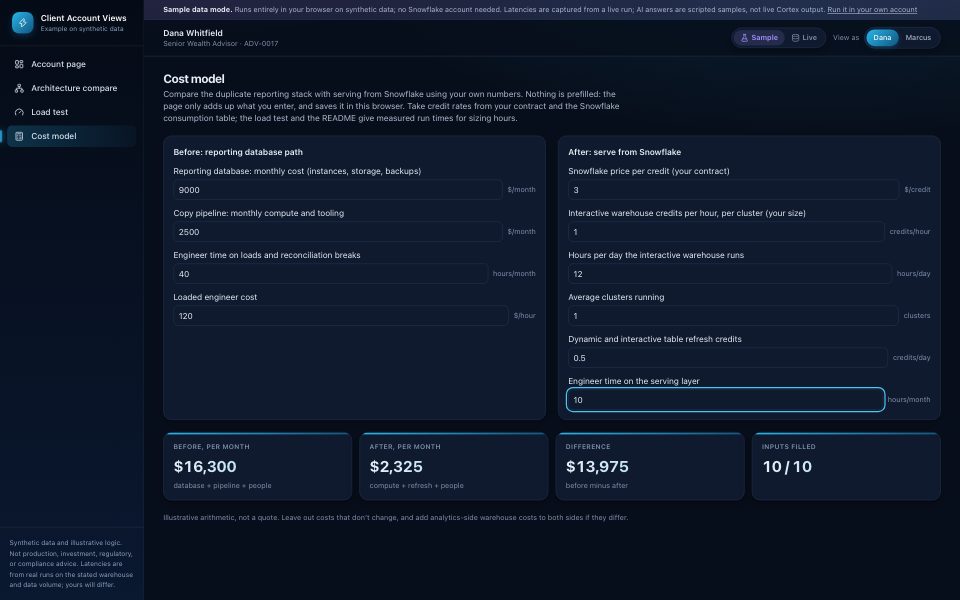 Client Account Views
Example on synthetic data
Account page
Architecture compare
Load test
Cost model
Synthetic data and illustrative logic.
Not production, investment, regulatory,
or compliance advice. Latencies are
from real runs on the stated warehouse
and data volume; yours will differ.
Sample data mode. Runs entirely in your browser on synthetic data; no Snowflake account needed. Latencies are captured from a live run; AI answers are scripted samples, not live Cortex output. Run it in your own account
Dana Whitfield
Senior Wealth Advisor · ADV-0017
Sample Live View as Dana Marcus
Cost model
Compare the duplicate reporting stack with serving from Snowflake using your own numbers. Nothing is prefilled: the
page only adds up what you enter, and saves it in this browser. Take credit rates from your contract and the Snowflake
consumption table; the load test and the README give measured run times for sizing hours.
Before: reporting database path
Reporting database: monthly cost (instances, storage, backups)
9000 $/month
Copy pipeline: monthly compute and tooling
2500 $/month
Engineer time on loads and reconciliation breaks
40 hours/month
Loaded engineer cost
120 $/hour
After: serve from Snowflake
Snowflake price per credit (your contract)
3 $/credit
Interactive warehouse credits per hour, per cluster (your size)
1 credits/hour
Hours per day the interactive warehouse runs
12 hours/day
Average clusters running
1 clusters
Dynamic and interactive table refresh credits
0.5 credits/day
Engineer time on the serving layer
10 hours/month
BEFORE, PER MONTH
$16,300
database + pipeline + people
AFTER, PER MONTH
$2,325
compute + refresh + people
DIFFERENCE
$13,975
before minus after
INPUTS FILLED
10 / 10
Illustrative arithmetic, not a quote. Leave out costs that don't change, and add analytics-side warehouse costs to both sides if they differ.